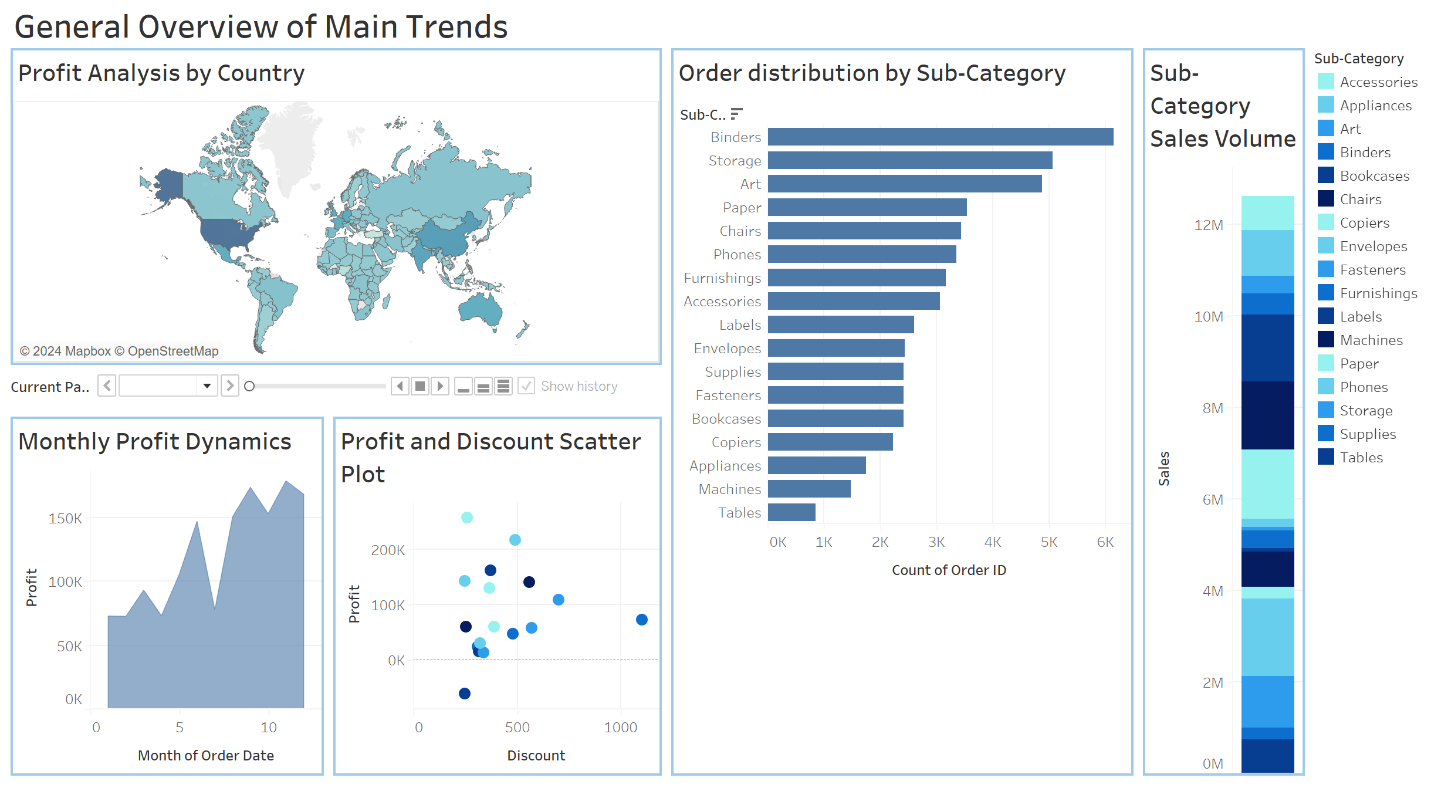 General Overview of Main Trends
Profit Analysis by Country
© 2024 Mapbox © OpenStreetMap
Current Pa..
Show history
Monthly Profit Dynamics
Profit
150K
100K
50K
0K
0
5
10
Month of Order Date
Profit and Discount Scatter
Plot
Profit
200K
100K
0K
0
500
1000
Discount
Order distribution by Sub-Category
Sub-C..
Binders
Storage
Art
Paper
Chairs
Phones
Furnishings
Accessories
Labels
Envelopes
Supplies
Fasteners
Bookcases
Copiers
Appliances
Machines
Tables
0K
1K
2K
3K
4K
5K
6K
Count of Order ID
Sub-
Category
Sales Volume
12M
10M
8M
6M
4M
2M
0M
Sales
Sub-Category
Accessories
Appliances
Art
Binders
Bookcases
Chairs
Copiers
Envelopes
Fasteners
Furnishings
Labels
Machines
Paper
Phones
Storage
Supplies
Tables